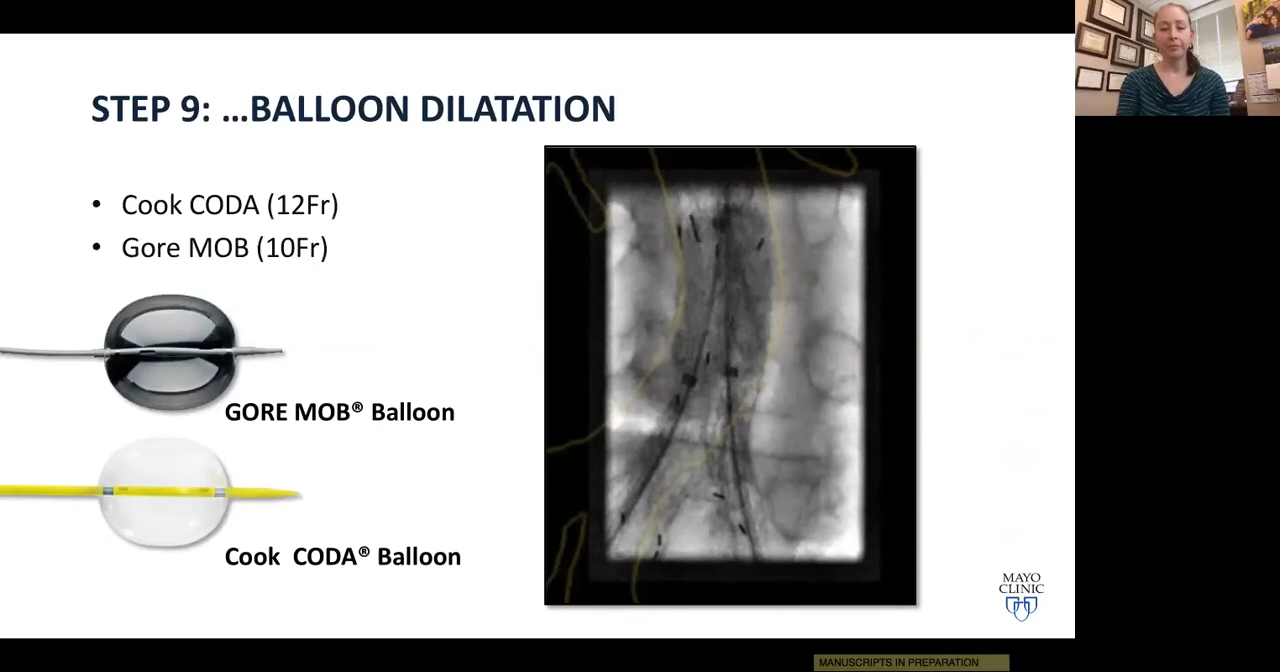 STEP 9: ...BALLOON DILATATION
• Cook CODA (12Fr)
• Gore MOB (10Fr)
GORE MOB® Balloon
Cook CODA® Balloon
MAYO
CLINIC
MANUSCRIPTS IN PREPARATION